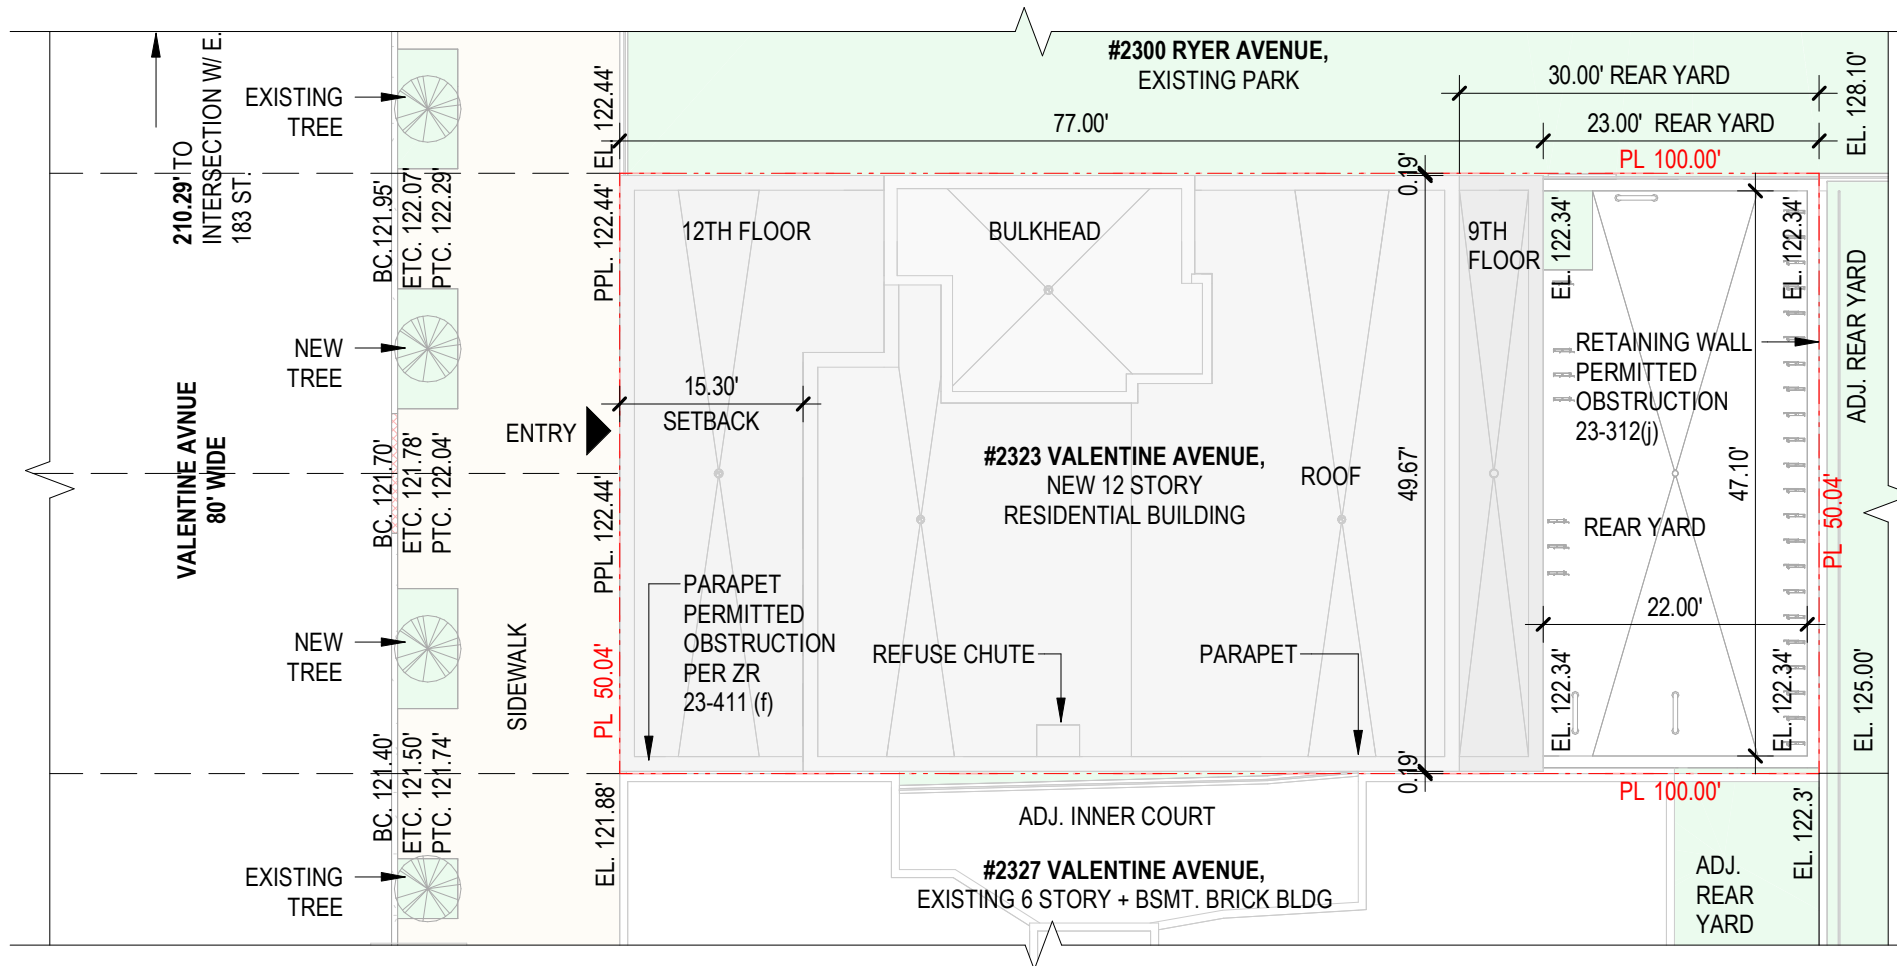 #2300 RYER AVENUE,
EXISTING PARK
30.00' REAR YARD
77.00'
23.00' REAR YARD
PL 100.00'
EL. 128.10'
210.29' TO
INTERSECTION W/ E.
183 ST.
EXISTING
TREE
EL. 122.44'
BC.121.95'
ETC. 122.07'
PTC. 122.29'
PPL. 122.44'
12TH FLOOR
BULKHEAD
0.19'
9TH
FLOOR
EL. 122.34'
EL. 122.34'
ADJ. REAR YARD
NEW
TREE
RETAINING WALL
PERMITTED
OBSTRUCTION
23-312(j)
15.30'
SETBACK
ENTRY
VALENTINE AVNUE
80' WIDE
BC. 121.70'
ETC. 121.78'
PTC. 122.04'
PPL. 122.44'
#2323 VALENTINE AVENUE,
NEW 12 STORY
RESIDENTIAL BUILDING
ROOF
49.67'
47.10'
PL 50.04'
REAR YARD
PARAPET
PERMITTED
OBSTRUCTION
PER ZR
23-411 (f)
22.00'
NEW
TREE
SIDEWALK
PL 50.04'
REFUSE CHUTE
PARAPET
EL. 122.34'
EL. 122.34'
EL. 125.00'
BC. 121.40'
ETC. 121.50'
PTC. 121.74'
EL. 121.88'
0.19'
PL 100.00'
ADJ. INNER COURT
EL. 122.3'
#2327 VALENTINE AVENUE,
EXISTING 6 STORY + BSMT. BRICK BLDG
EXISTING
TREE
ADJ.
REAR
YARD